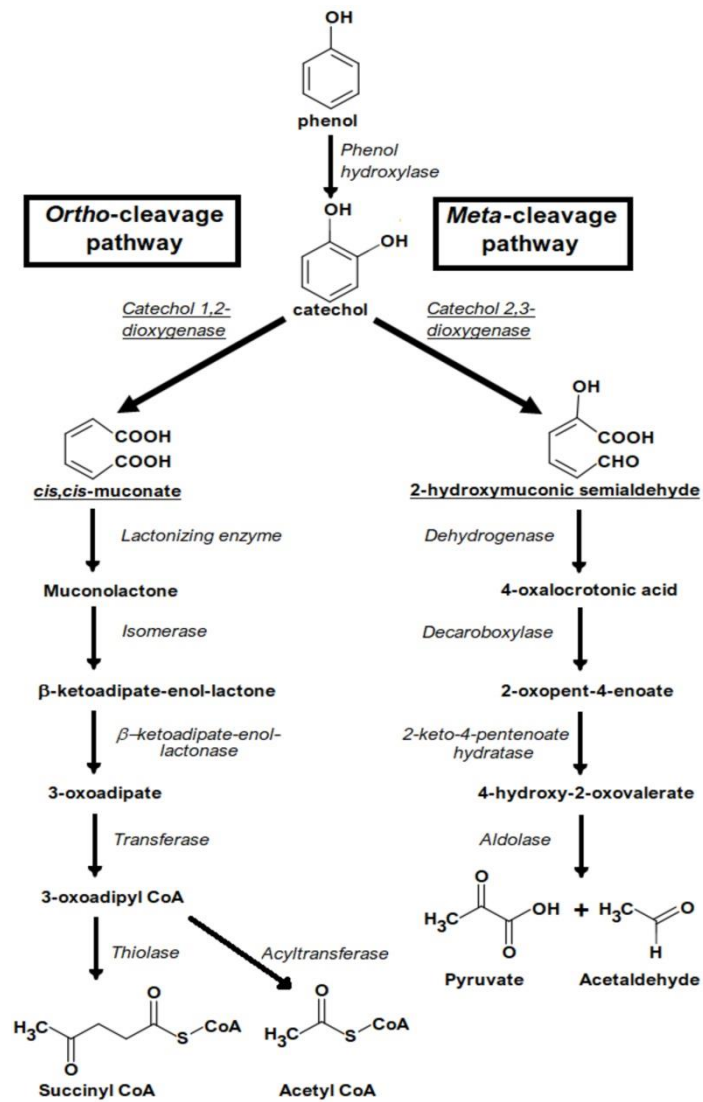 OH
phenol
Phenol
hydroxylase
Ortho-cleavage
pathway
OH
OH
catechol
Meta-cleavage
pathway
Catechol 1,2-
dioxygenase
Catechol 2,3-
dioxygenase
COOH
COOH
cis,cis-muconate
OH
COOH
CHO
2-hydroxymuconic semialdehyde
Lactonizing enzyme
Dehydrogenase
Muconolactone
4-oxalocrotonic acid
Isomerase
Decaroboxylase
β-ketoadipate-enol-lactone
2-oxopent-4-enoate
β–ketoadipate-enol-
lactonase
2-keto-4-pentenoate
hydratase
3-oxoadipate
4-hydroxy-2-oxovalerate
Transferase
Aldolase
3-oxoadipyl CoA
Thiolase
Acyltransferase
O
H3C
OH
O
Pyruvate
+
H3C
O
H
Acetaldehyde
H3C
O
O
S
CoA
Succinyl CoA
O
H3C
S
CoA
Acetyl CoA